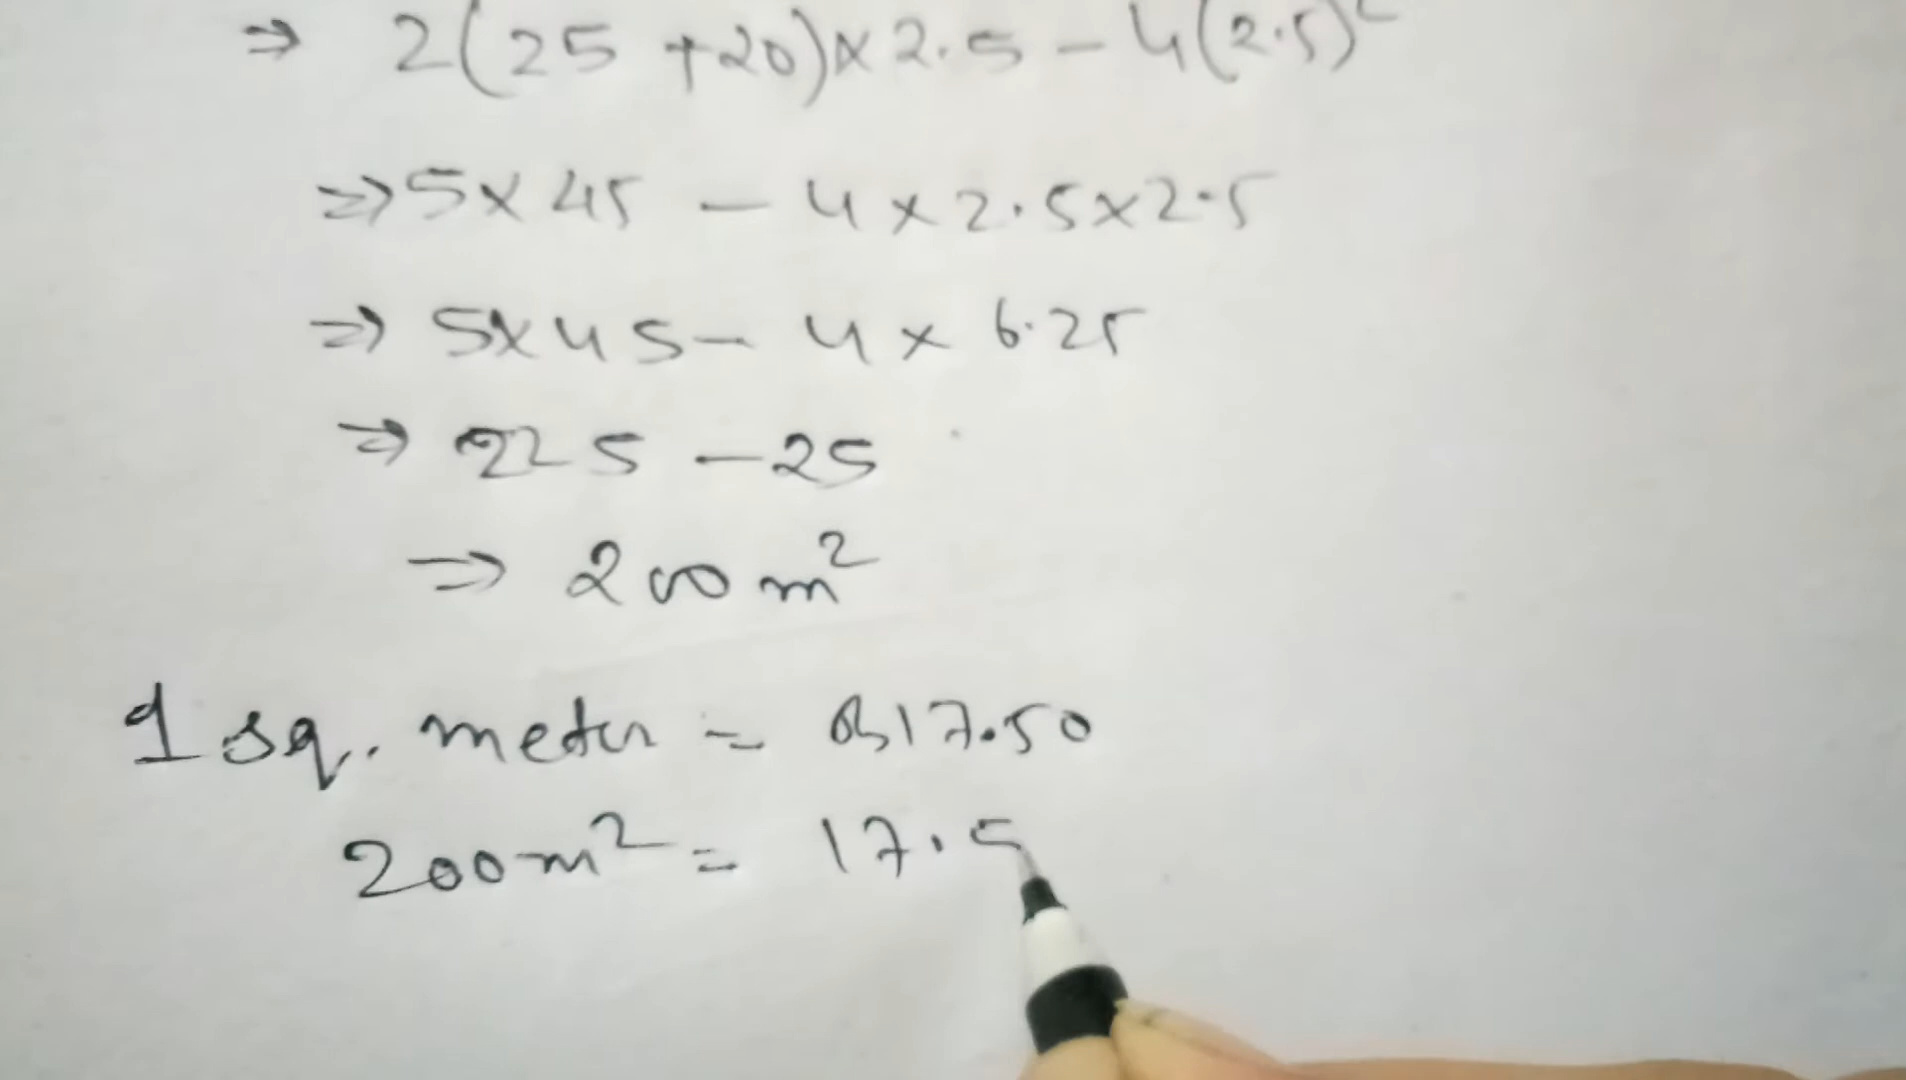 ⇒ 2(25 +20)×2.5 – 4(2.5)²
⇒ 5×45 – 4×2.5×2.5
⇒ 5×45 – 4×6.25
⇒ 225 – 25
⇒ 200 m²
1 sq. meter = Rs 17.50
200 m² = 17.5